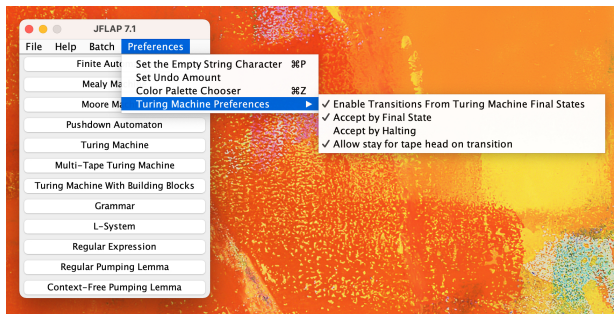 JFLAP 7.1
File Help Batch Preferences
Set the Empty String Character ⌘P
Set Undo Amount
Color Palette Chooser ⌘Z
Turing Machine Preferences ▶
✓ Enable Transitions From Turing Machine Final States
✓ Accept by Final State
Accept by Halting
✓ Allow stay for tape head on transition
Finite Auto
Mealy Ma
Moore Ma
Pushdown Automaton
Turing Machine
Multi-Tape Turing Machine
Turing Machine With Building Blocks
Grammar
L-System
Regular Expression
Regular Pumping Lemma
Context-Free Pumping Lemma